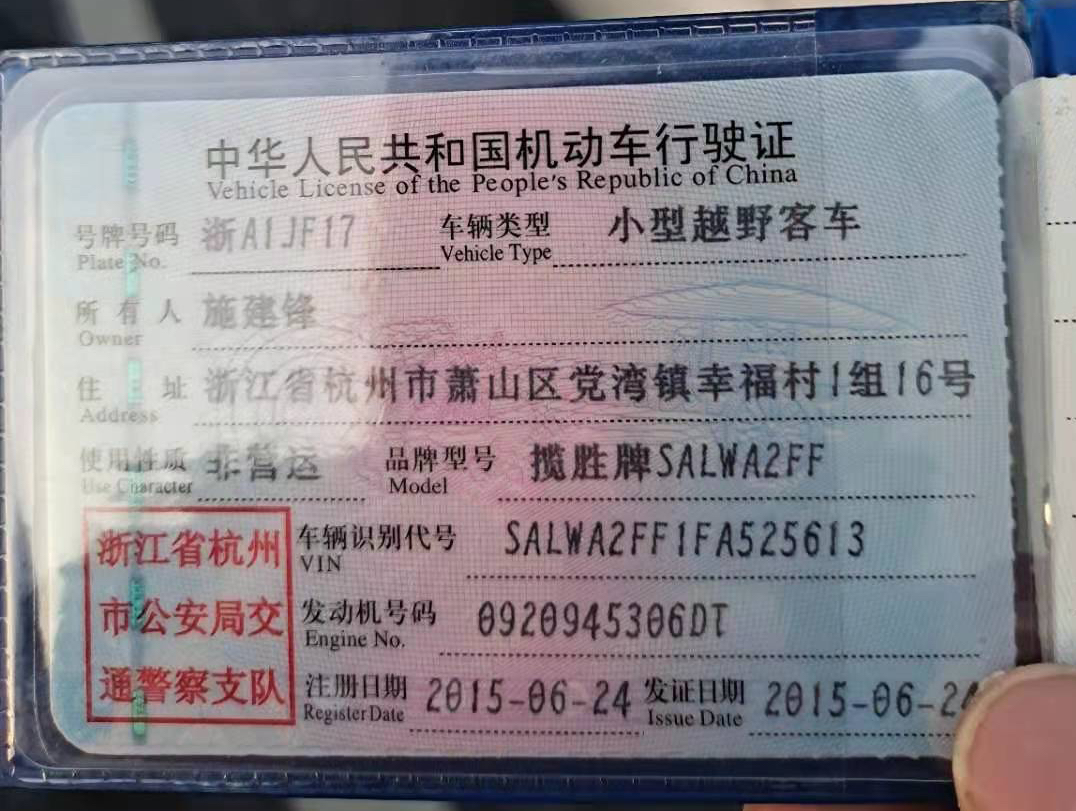 中华人民共和国机动车行驶证
Vehicle License of the People's Republic of China
号牌号码 浙A1JF17 车辆类型 小型越野客车
Plate No. Vehicle Type
所有人 施建锋
Owner
住址 浙江省杭州市萧山区党湾镇幸福村1组16号
Address
使用性质 非营运 品牌型号 揽胜牌SALWA2FF
Use Character Model
浙江省杭州
市公安局交
通警察支队
车辆识别代号 SALWA2FF1FA525613
VIN
发动机号码 0920945306DT
Engine No.
注册日期 2015-06-24 发证日期 2015-06-24
Register Date Issue Date